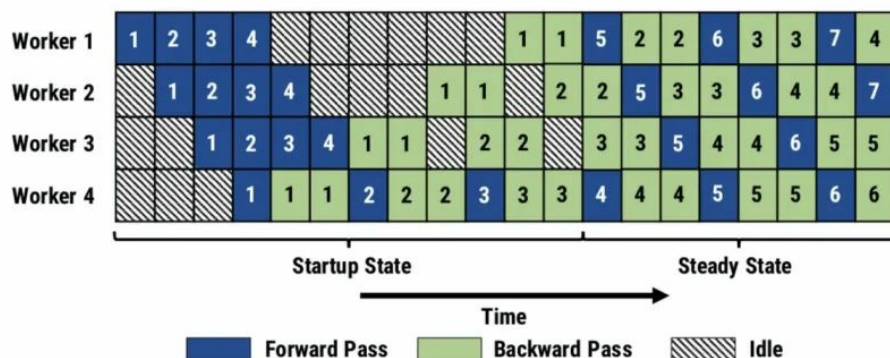 Worker 1 1 2 3 4 1 1 5 2 2 6 3 3 7 4
Worker 2 1 2 3 4 1 1 2 2 5 3 3 6 4 4 7
Worker 3 1 2 3 4 1 1 2 2 3 3 5 4 4 6 5 5
Worker 4 1 1 1 2 2 2 3 3 3 4 4 4 5 5 5 6 6
Startup State Steady State
Time
Forward Pass Backward Pass Idle